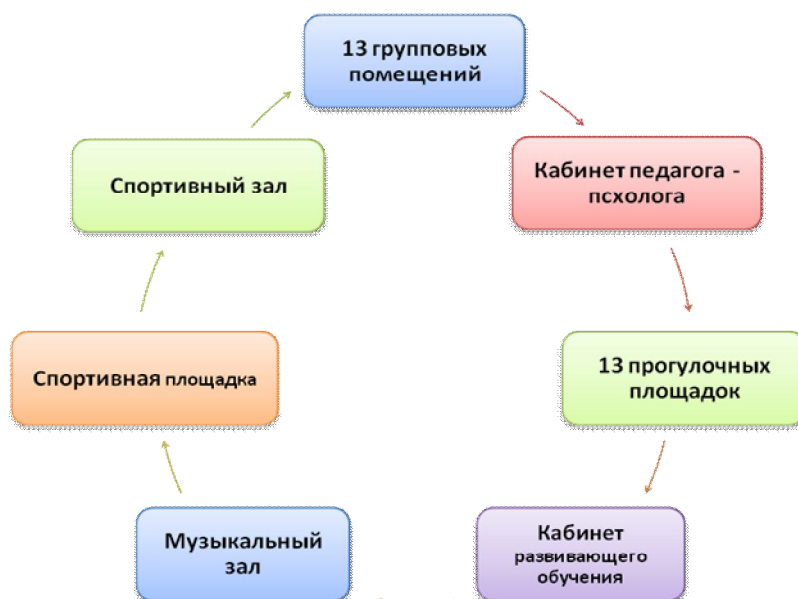 13 групповых
помещений
Спортивный зал
Кабинет педагога -
псхолога
Спортивная площадка
13 прогулочных
площадок
Музыкальный
зал
Кабинет
развивающего
обучения